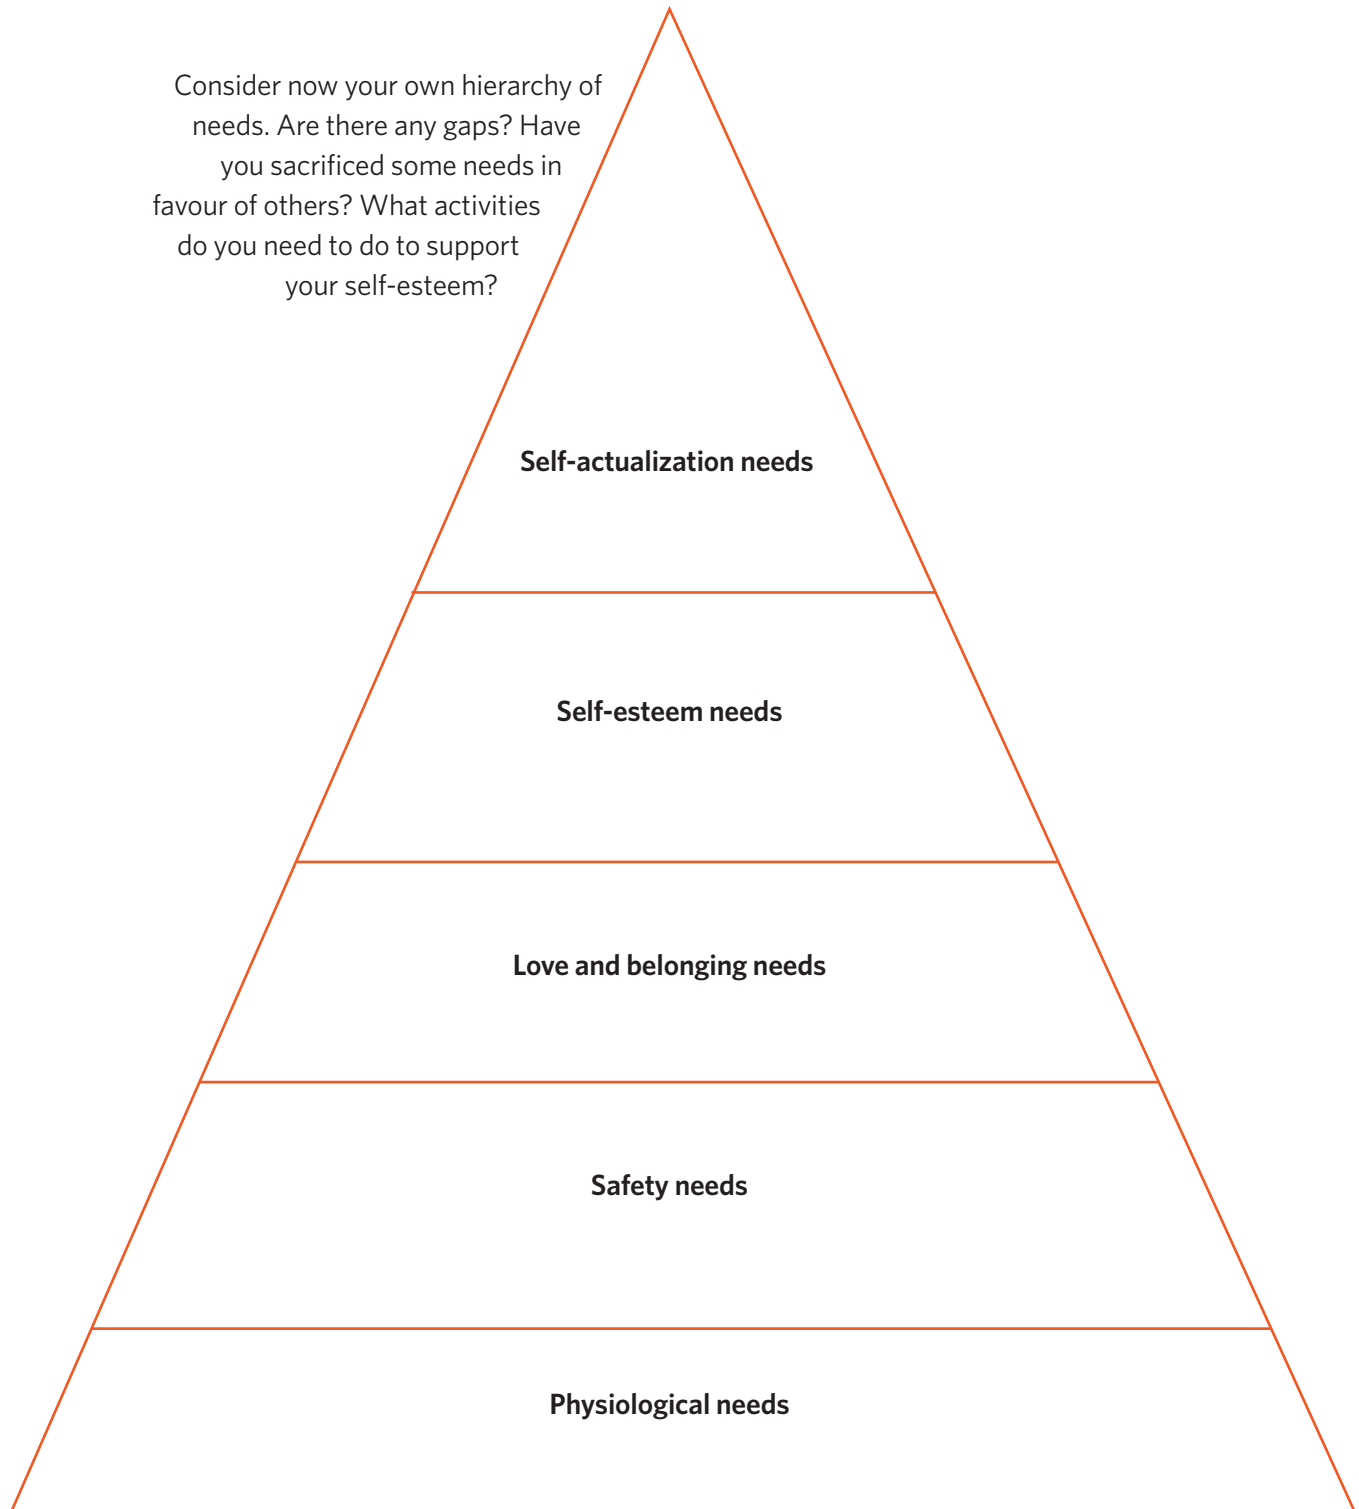 Consider now your own hierarchy of
needs. Are there any gaps? Have
you sacrificed some needs in
favour of others? What activities
do you need to do to support
your self-esteem?
Self-actualization needs
Self-esteem needs
Love and belonging needs
Safety needs
Physiological needs